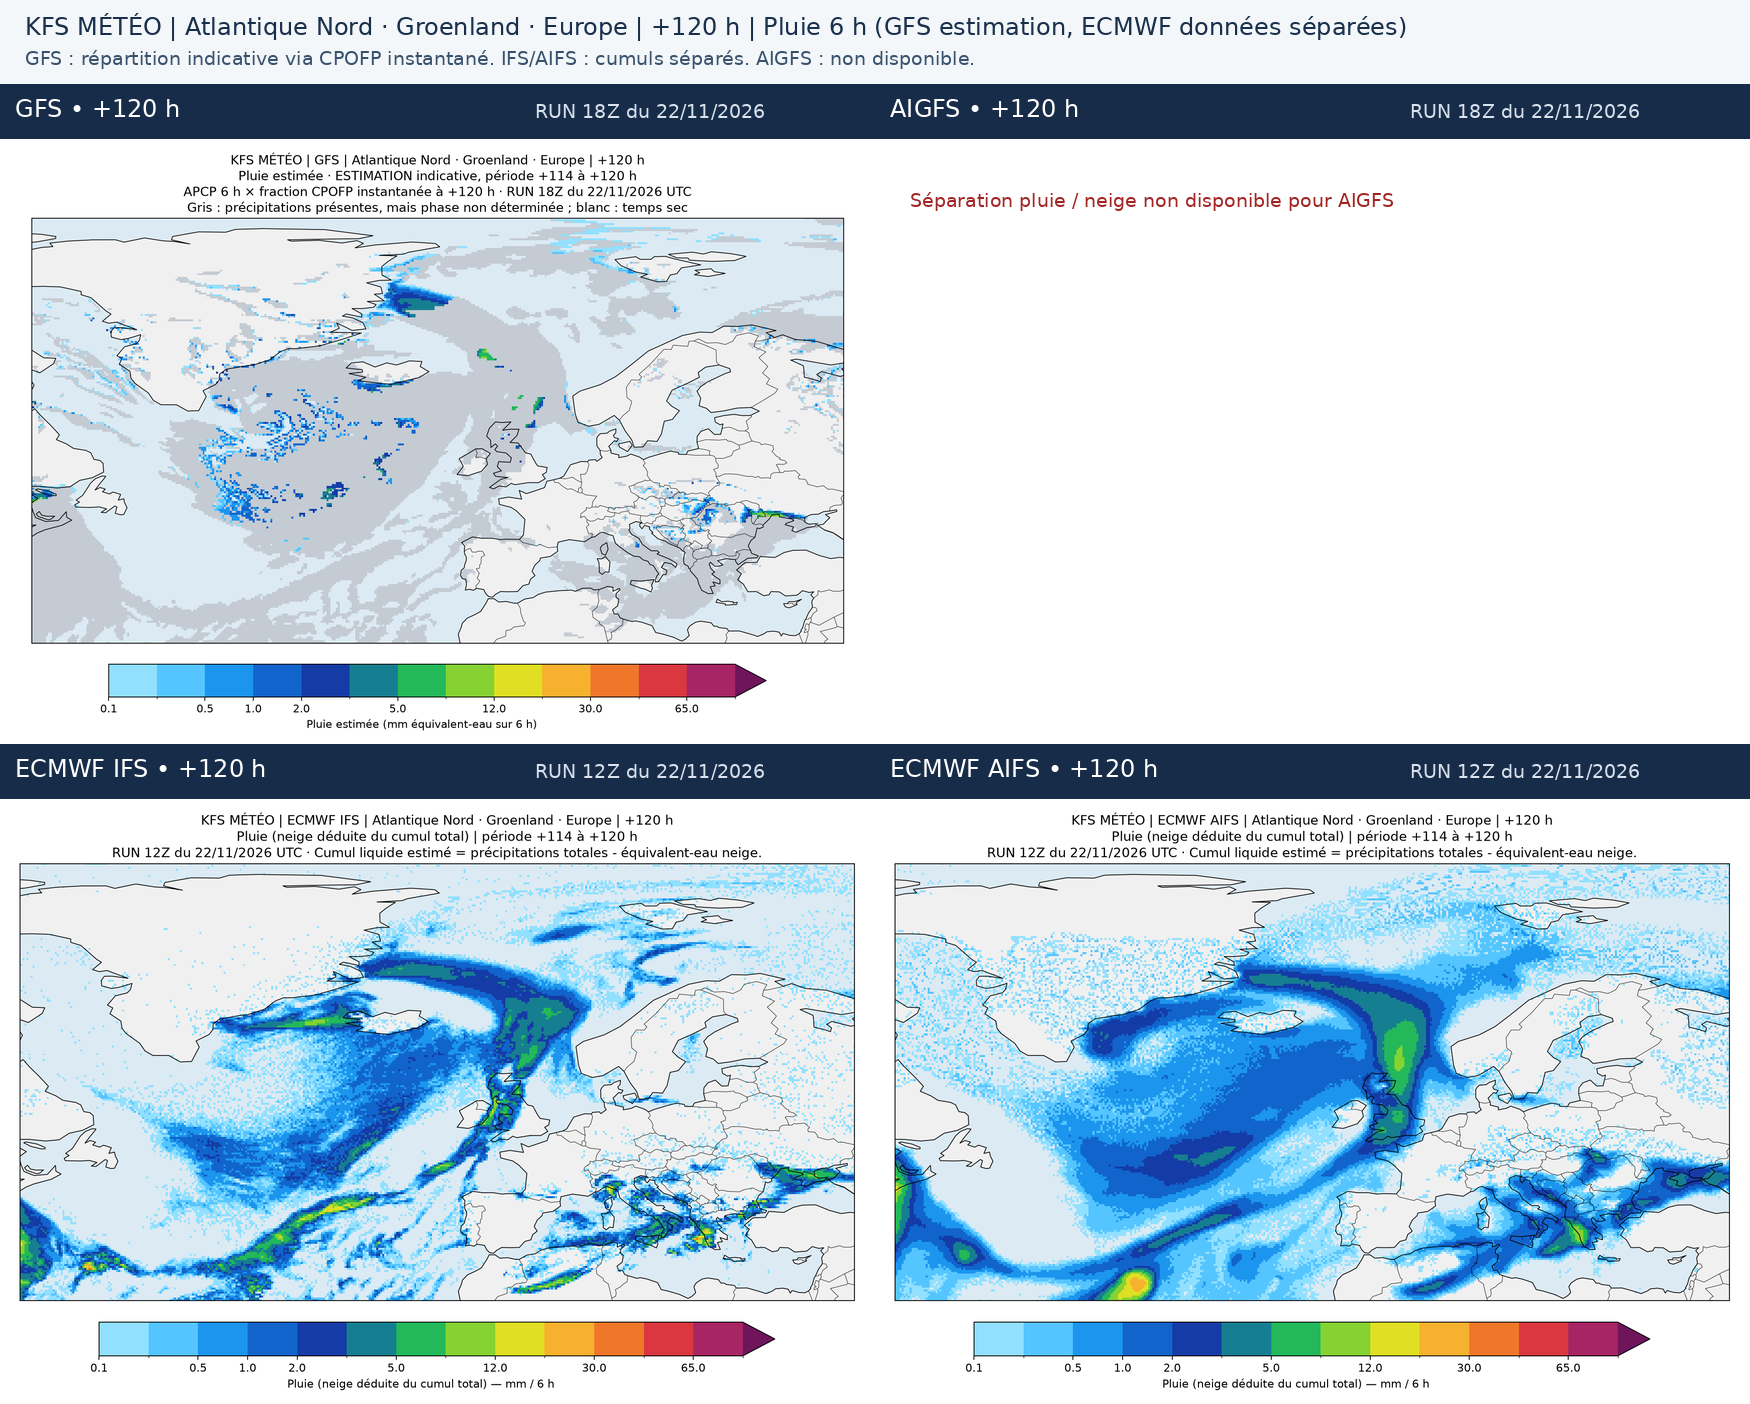 KFS MÉTÉO | Atlantique Nord · Groenland · Europe | +120 h | Pluie 6 h (GFS estimation, ECMWF données séparées)
GFS : répartition indicative via CPOFP instantané. IFS/AIFS : cumuls séparés. AIGFS : non disponible.
GFS • +120 h
RUN 18Z du 22/11/2026
AIGFS • +120 h
RUN 18Z du 22/11/2026
KFS MÉTÉO | GFS | Atlantique Nord · Groenland · Europe | +120 h
Pluie estimée · ESTIMATION indicative, période +114 à +120 h
APCP 6 h × fraction CPOFP instantanée à +120 h · RUN 18Z du 22/11/2026 UTC
Gris : précipitations présentes, mais phase non déterminée ; blanc : temps sec
Séparation pluie / neige non disponible pour AIGFS
0.1 0.5 1.0 2.0 5.0 12.0 30.0 65.0
Pluie estimée (mm équivalent-eau sur 6 h)
ECMWF IFS • +120 h
RUN 12Z du 22/11/2026
ECMWF AIFS • +120 h
RUN 12Z du 22/11/2026
KFS MÉTÉO | ECMWF IFS | Atlantique Nord · Groenland · Europe | +120 h
Pluie (neige déduite du cumul total) | période +114 à +120 h
RUN 12Z du 22/11/2026 UTC · Cumul liquide estimé = précipitations totales - équivalent-eau neige.
KFS MÉTÉO | ECMWF AIFS | Atlantique Nord · Groenland · Europe | +120 h
Pluie (neige déduite du cumul total) | période +114 à +120 h
RUN 12Z du 22/11/2026 UTC · Cumul liquide estimé = précipitations totales - équivalent-eau neige.
0.1 0.5 1.0 2.0 5.0 12.0 30.0 65.0
Pluie (neige déduite du cumul total) — mm / 6 h
0.1 0.5 1.0 2.0 5.0 12.0 30.0 65.0
Pluie (neige déduite du cumul total) — mm / 6 h